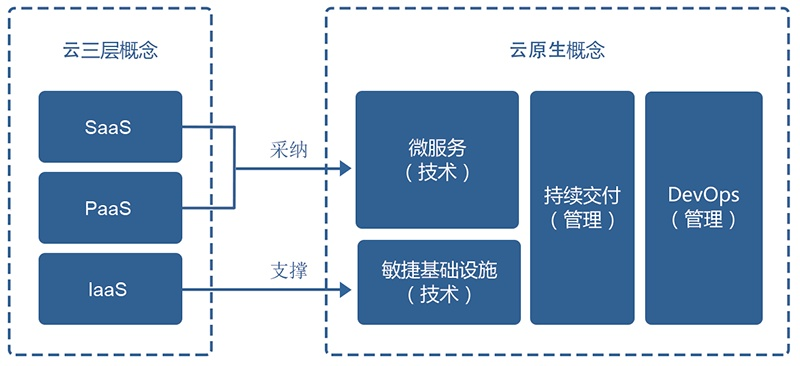 云三层概念
SaaS
PaaS
IaaS
采纳
支撑
云原生概念
微服务
（技术）
敏捷基础设施
（技术）
持续交付
（管理）
DevOps
（管理）